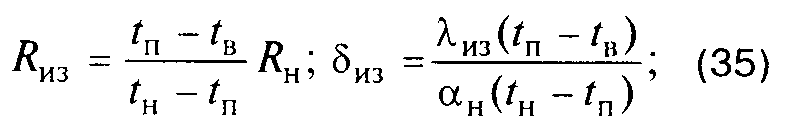 R_из = (t_п − t_в)/(t_н − t_п) R_н; δ_из = λ_из(t_п − t_в)/α_н(t_н − t_п); (35)